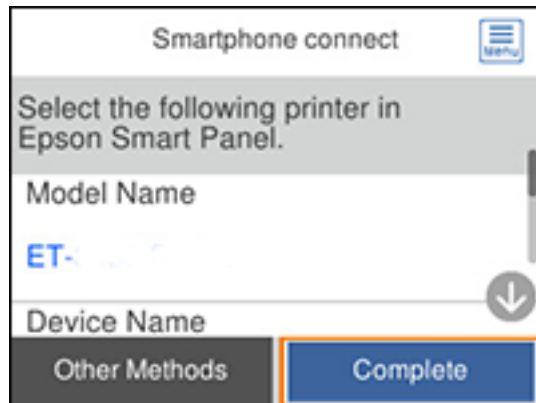 Smartphone connect
Menu
Select the following printer in
Epson Smart Panel.
Model Name
ET-
Device Name
Other Methods
Complete